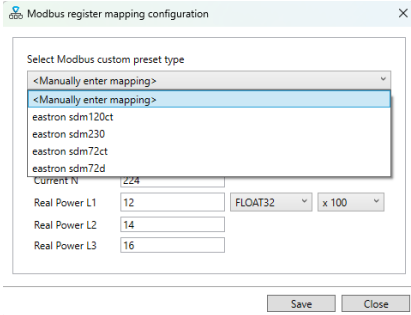 Modbus register mapping configuration
Select Modbus custom preset type
<Manually enter mapping>
<Manually enter mapping>
eastron sdm120ct
eastron sdm230
eastron sdm72ct
eastron sdm72d
Current N 224
Real Power L1 12 FLOAT32 x 100
Real Power L2 14
Real Power L3 16
Save Close